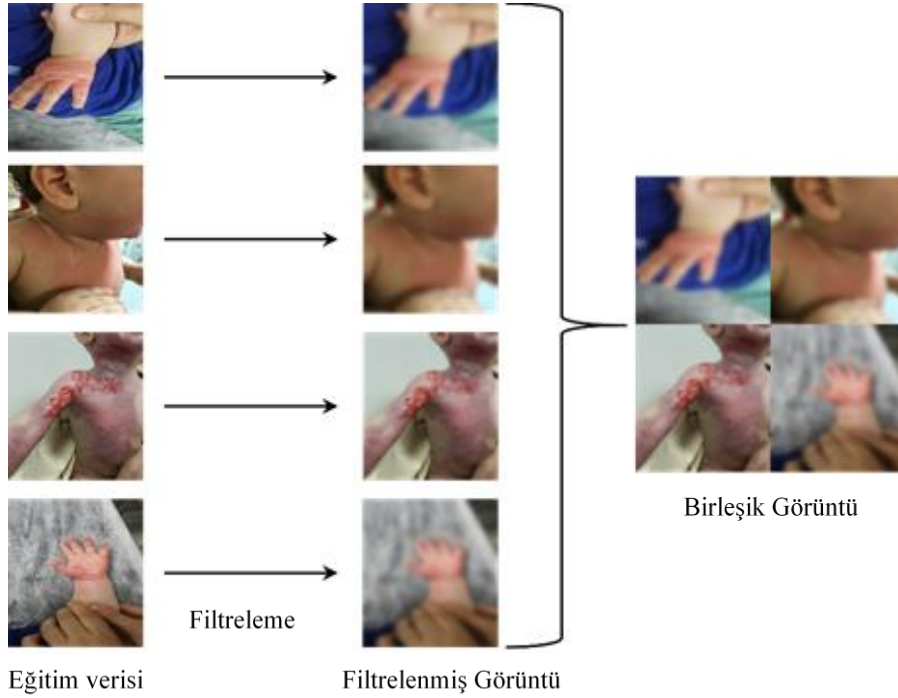 Birleşik Görüntü
Filtreleme
Eğitim verisi
Filtrelenmiş Görüntü